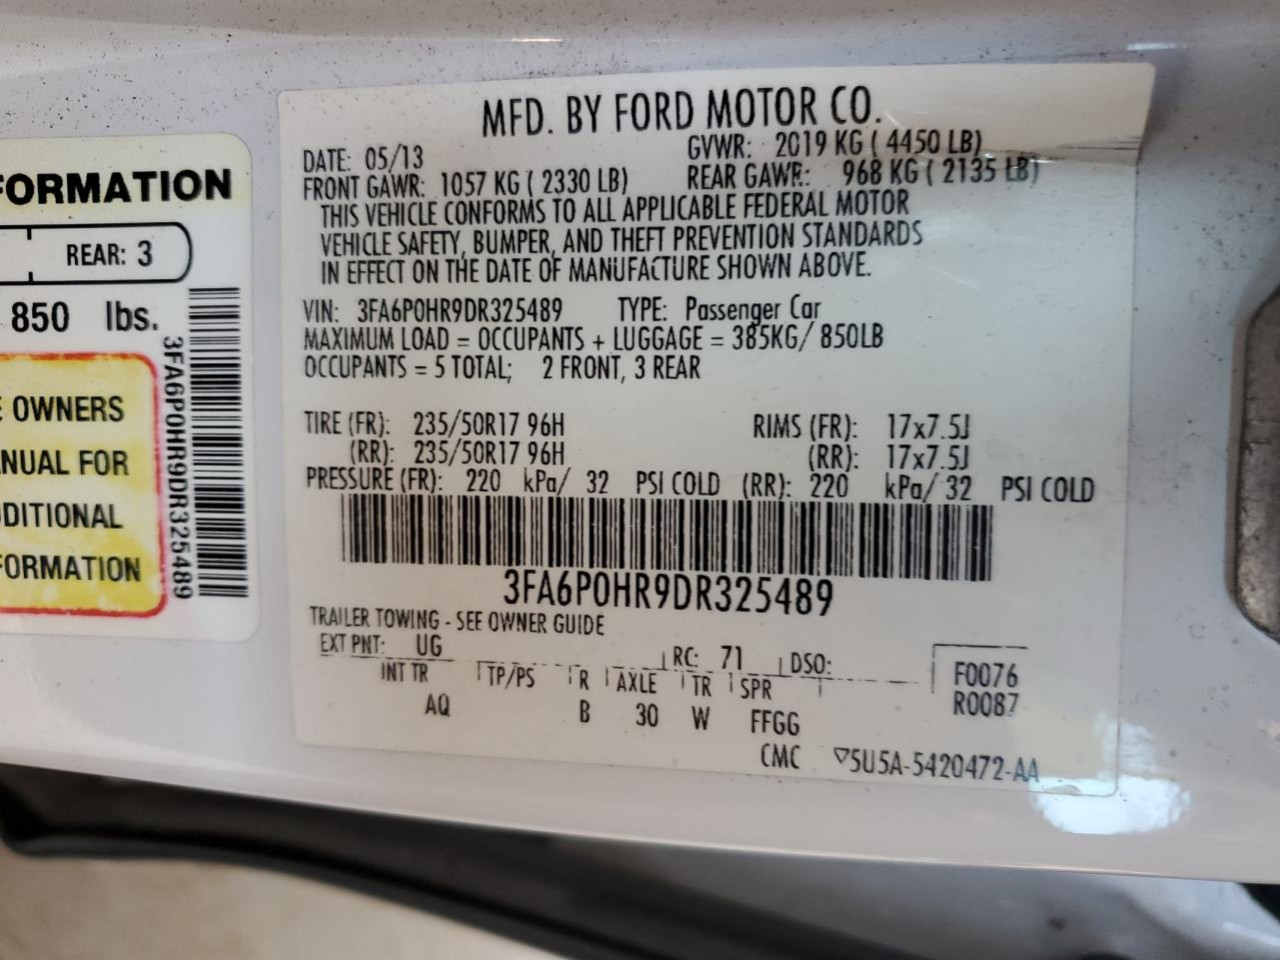 FORMATION
REAR: 3
850 lbs.
OWNERS
NUAL FOR
DITIONAL
FORMATION
3FA6P0HR9DR325489
MFD. BY FORD MOTOR CO.
DATE: 05/13 GVWR: 2019 KG ( 4450 LB)
FRONT GAWR: 1057 KG ( 2330 LB) REAR GAWR: 968 KG ( 2135 LB)
THIS VEHICLE CONFORMS TO ALL APPLICABLE FEDERAL MOTOR
VEHICLE SAFETY, BUMPER, AND THEFT PREVENTION STANDARDS
IN EFFECT ON THE DATE OF MANUFACTURE SHOWN ABOVE.
VIN: 3FA6P0HR9DR325489 TYPE: Passenger Car
MAXIMUM LOAD = OCCUPANTS + LUGGAGE = 385KG/ 850LB
OCCUPANTS = 5 TOTAL; 2 FRONT, 3 REAR
TIRE (FR): 235/50R17 96H RIMS (FR): 17x7.5J
(RR): 235/50R17 96H (RR): 17x7.5J
PRESSURE (FR): 220 kPa/ 32 PSI COLD (RR): 220 kPa/ 32 PSI COLD
3FA6P0HR9DR325489
TRAILER TOWING - SEE OWNER GUIDE
EXT PNT: UG RC: 71 DSO: F0076
INT TR TP/PS R AXLE TR SPR R0087
AQ B 30 W FFGG
CMC ▽5U5A-5420472-AA